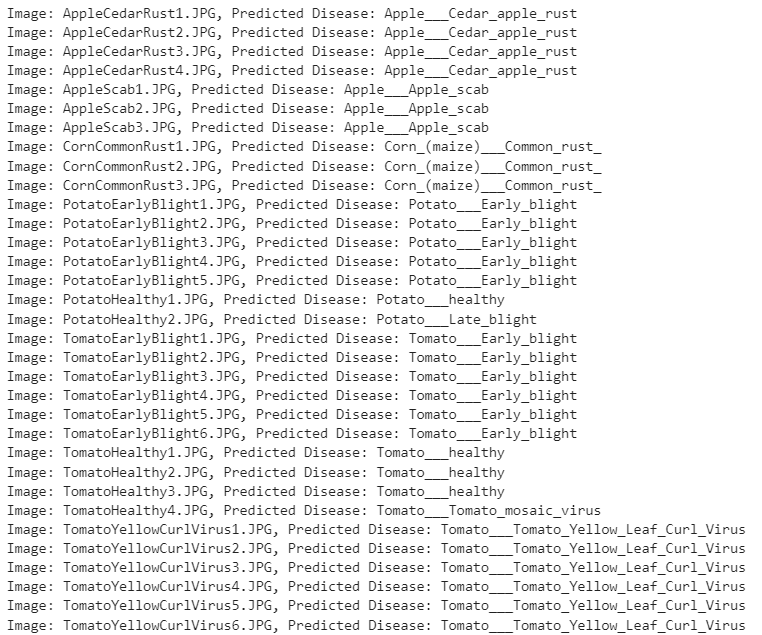 Image: AppleCedarRust1.JPG, Predicted Disease: Apple___Cedar_apple_rust
Image: AppleCedarRust2.JPG, Predicted Disease: Apple___Cedar_apple_rust
Image: AppleCedarRust3.JPG, Predicted Disease: Apple___Cedar_apple_rust
Image: AppleCedarRust4.JPG, Predicted Disease: Apple___Cedar_apple_rust
Image: AppleScab1.JPG, Predicted Disease: Apple___Apple_scab
Image: AppleScab2.JPG, Predicted Disease: Apple___Apple_scab
Image: AppleScab3.JPG, Predicted Disease: Apple___Apple_scab
Image: CornCommonRust1.JPG, Predicted Disease: Corn_(maize)___Common_rust_
Image: CornCommonRust2.JPG, Predicted Disease: Corn_(maize)___Common_rust_
Image: CornCommonRust3.JPG, Predicted Disease: Corn_(maize)___Common_rust_
Image: PotatoEarlyBlight1.JPG, Predicted Disease: Potato___Early_blight
Image: PotatoEarlyBlight2.JPG, Predicted Disease: Potato___Early_blight
Image: PotatoEarlyBlight3.JPG, Predicted Disease: Potato___Early_blight
Image: PotatoEarlyBlight4.JPG, Predicted Disease: Potato___Early_blight
Image: PotatoEarlyBlight5.JPG, Predicted Disease: Potato___Early_blight
Image: PotatoHealthy1.JPG, Predicted Disease: Potato___healthy
Image: PotatoHealthy2.JPG, Predicted Disease: Potato___Late_blight
Image: TomatoEarlyBlight1.JPG, Predicted Disease: Tomato___Early_blight
Image: TomatoEarlyBlight2.JPG, Predicted Disease: Tomato___Early_blight
Image: TomatoEarlyBlight3.JPG, Predicted Disease: Tomato___Early_blight
Image: TomatoEarlyBlight4.JPG, Predicted Disease: Tomato___Early_blight
Image: TomatoEarlyBlight5.JPG, Predicted Disease: Tomato___Early_blight
Image: TomatoEarlyBlight6.JPG, Predicted Disease: Tomato___Early_blight
Image: TomatoHealthy1.JPG, Predicted Disease: Tomato___healthy
Image: TomatoHealthy2.JPG, Predicted Disease: Tomato___healthy
Image: TomatoHealthy3.JPG, Predicted Disease: Tomato___healthy
Image: TomatoHealthy4.JPG, Predicted Disease: Tomato___Tomato_mosaic_virus
Image: TomatoYellowCurlVirus1.JPG, Predicted Disease: Tomato___Tomato_Yellow_Leaf_Curl_Virus
Image: TomatoYellowCurlVirus2.JPG, Predicted Disease: Tomato___Tomato_Yellow_Leaf_Curl_Virus
Image: TomatoYellowCurlVirus3.JPG, Predicted Disease: Tomato___Tomato_Yellow_Leaf_Curl_Virus
Image: TomatoYellowCurlVirus4.JPG, Predicted Disease: Tomato___Tomato_Yellow_Leaf_Curl_Virus
Image: TomatoYellowCurlVirus5.JPG, Predicted Disease: Tomato___Tomato_Yellow_Leaf_Curl_Virus
Image: TomatoYellowCurlVirus6.JPG, Predicted Disease: Tomato___Tomato_Yellow_Leaf_Curl_Virus